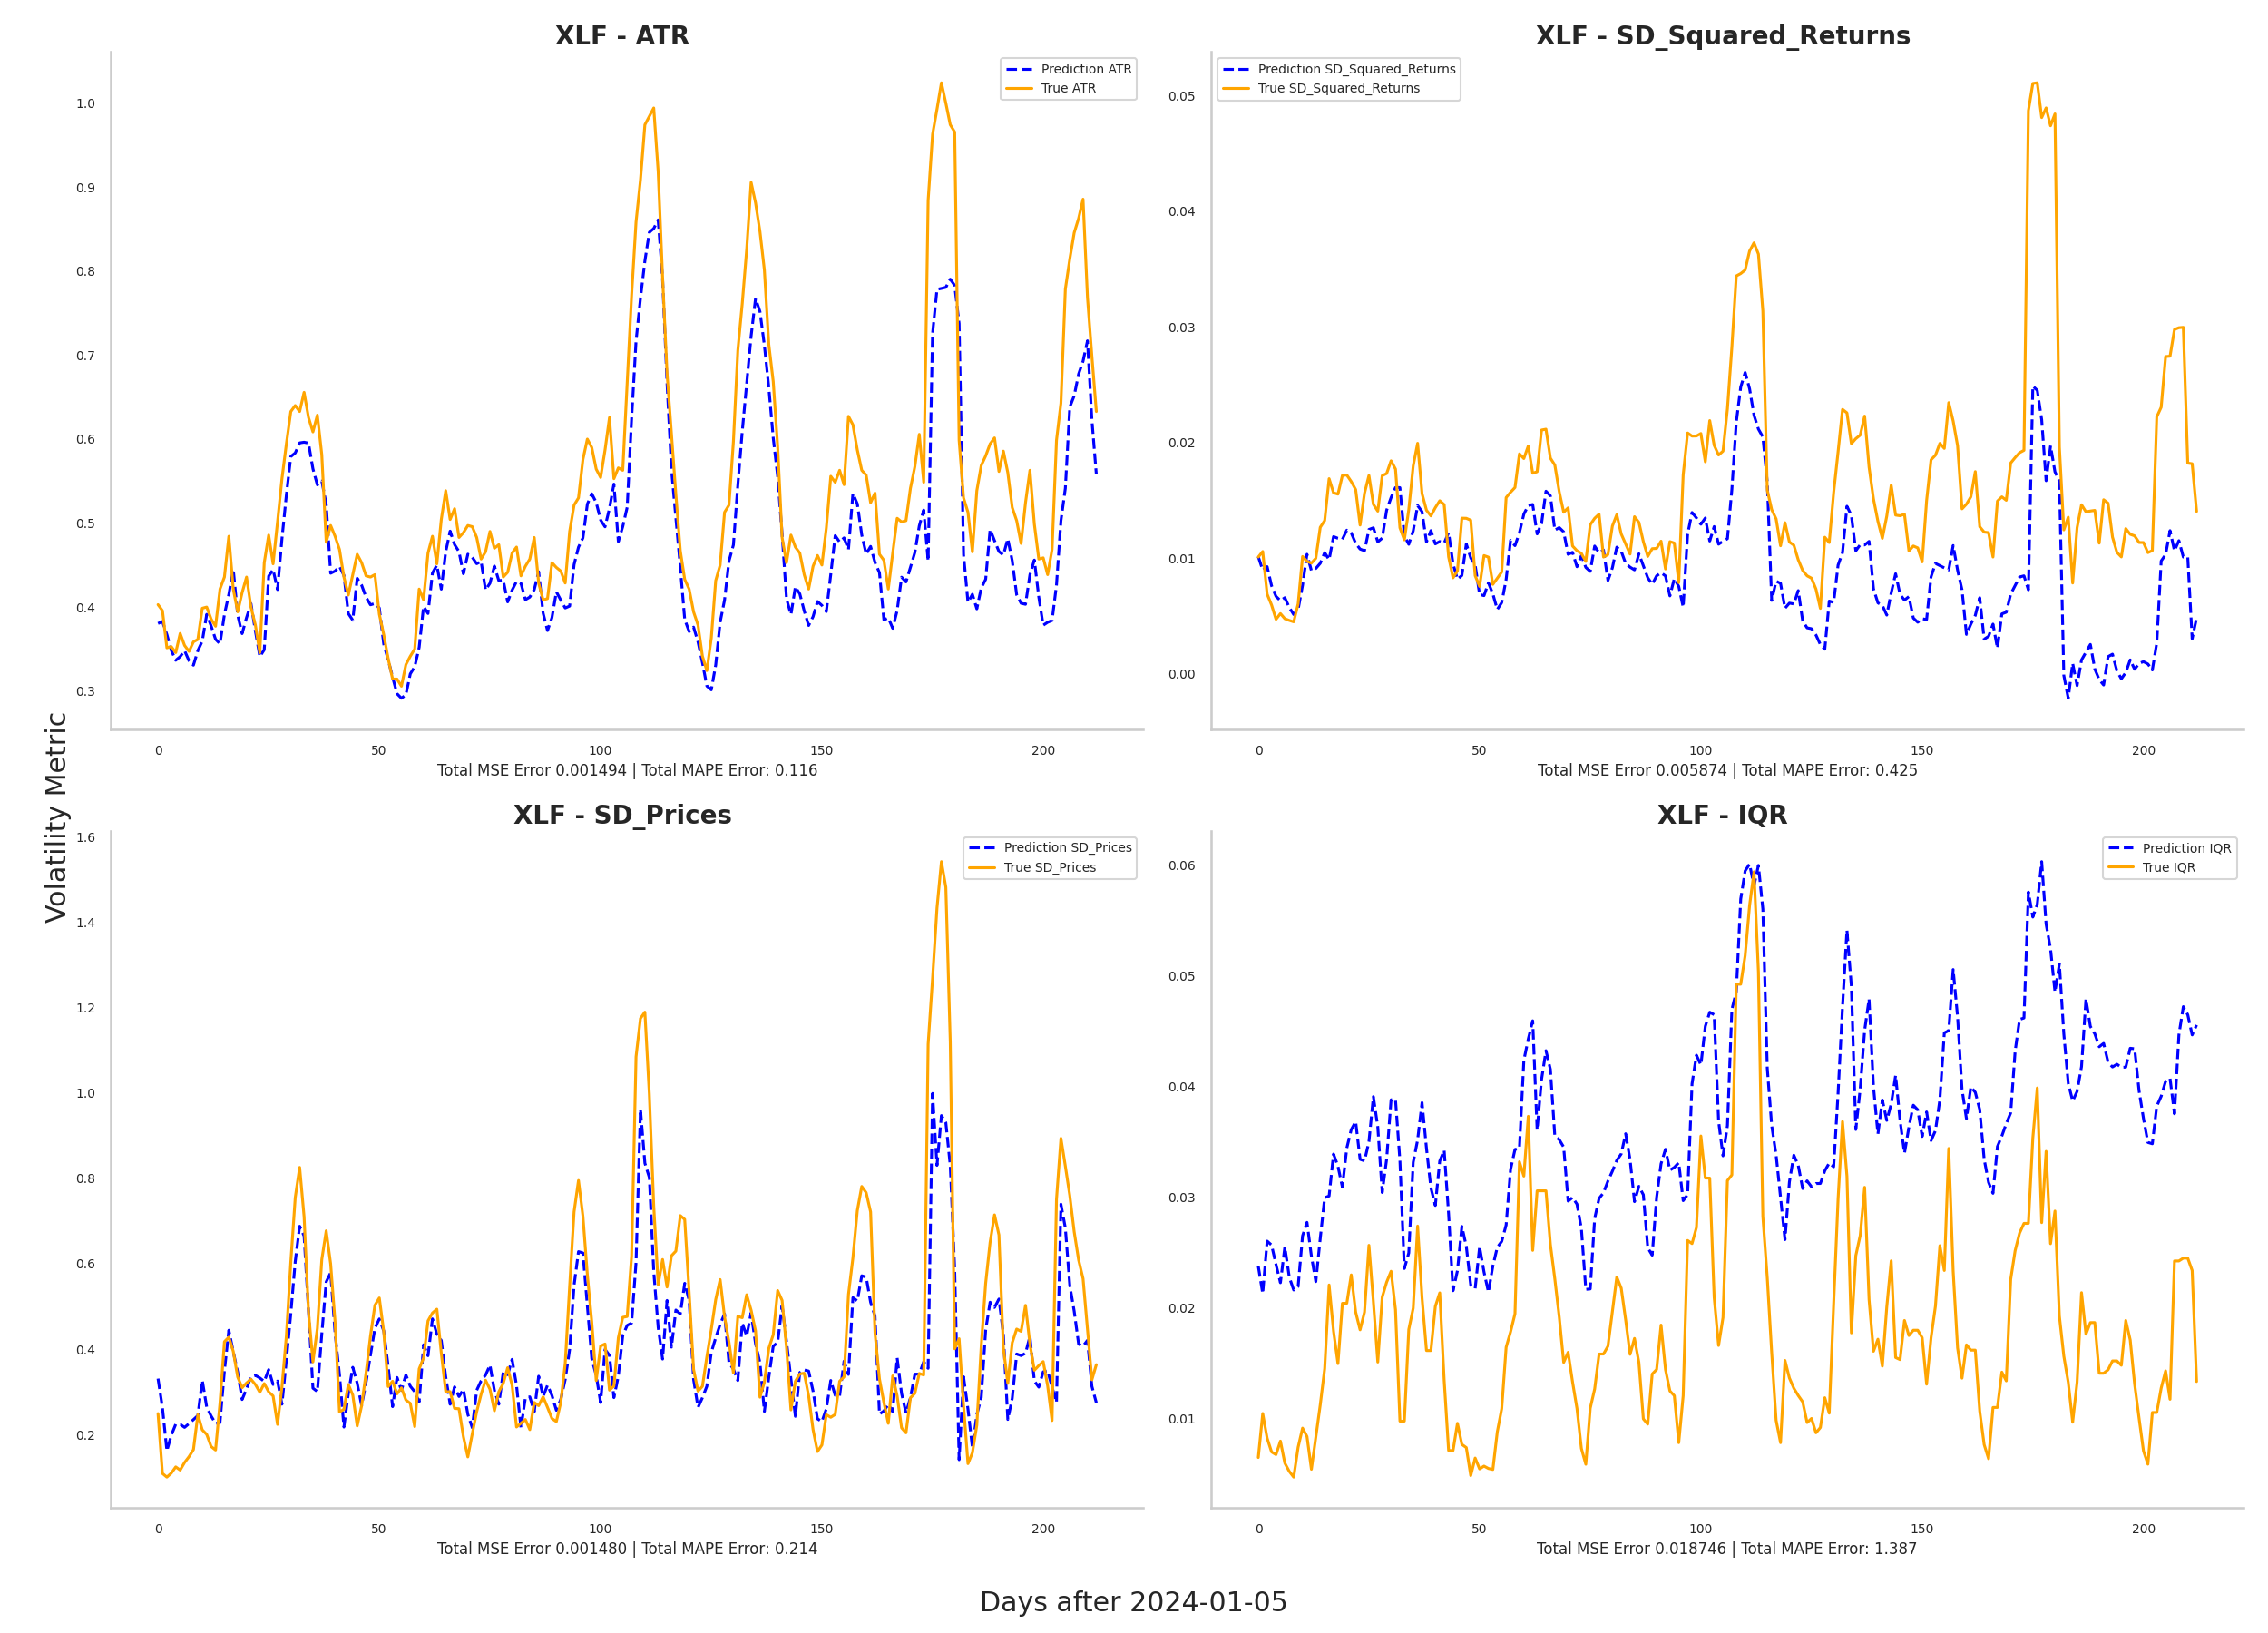 XLF - ATR
Prediction ATR
True ATR
1.0
0.9
0.8
0.7
0.6
0.5
0.4
0.3
0 50 100 150 200
Total MSE Error 0.001494 | Total MAPE Error: 0.116
XLF - SD_Squared_Returns
Prediction SD_Squared_Returns
True SD_Squared_Returns
0.05
0.04
0.03
0.02
0.01
0.00
0 50 100 150 200
Total MSE Error 0.005874 | Total MAPE Error: 0.425
Volatility Metric
XLF - SD_Prices
Prediction SD_Prices
True SD_Prices
1.6
1.4
1.2
1.0
0.8
0.6
0.4
0.2
0 50 100 150 200
Total MSE Error 0.001480 | Total MAPE Error: 0.214
XLF - IQR
Prediction IQR
True IQR
0.06
0.05
0.04
0.03
0.02
0.01
0 50 100 150 200
Total MSE Error 0.018746 | Total MAPE Error: 1.387
Days after 2024-01-05